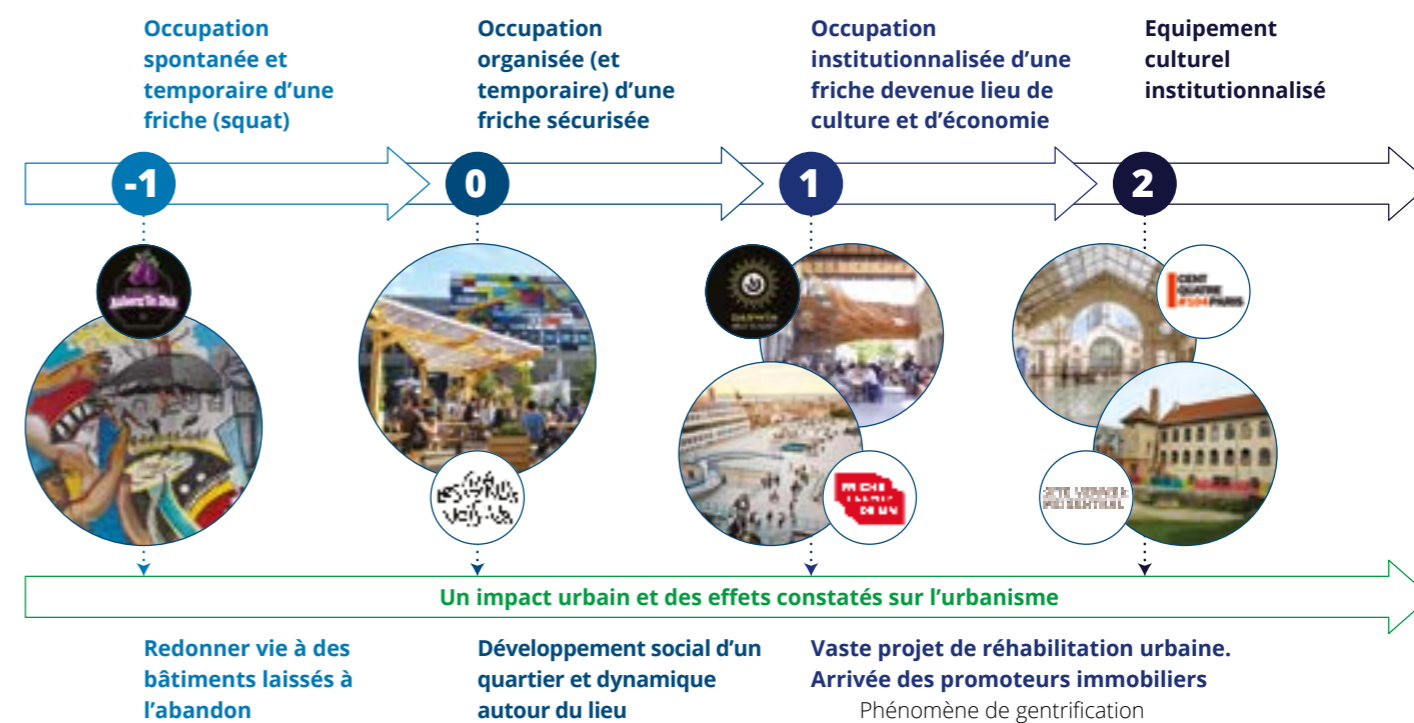 Occupation
spontanée et
temporaire d'une
friche (squat)
Occupation
organisée (et
temporaire) d'une
friche sécurisée
Occupation
institutionnalisée d'une
friche devenue lieu de
culture et d'économie
Equipement
culturel
institutionnalisé
-1
0
1
2
DARWIN
CENT
QUATRE
#104PARIS
FRICHE
Un impact urbain et des effets constatés sur l'urbanisme
Redonner vie à des
bâtiments laissés à
l'abandon
Développement social d'un
quartier et dynamique
autour du lieu
Vaste projet de réhabilitation urbaine.
Arrivée des promoteurs immobiliers
Phénomène de gentrification